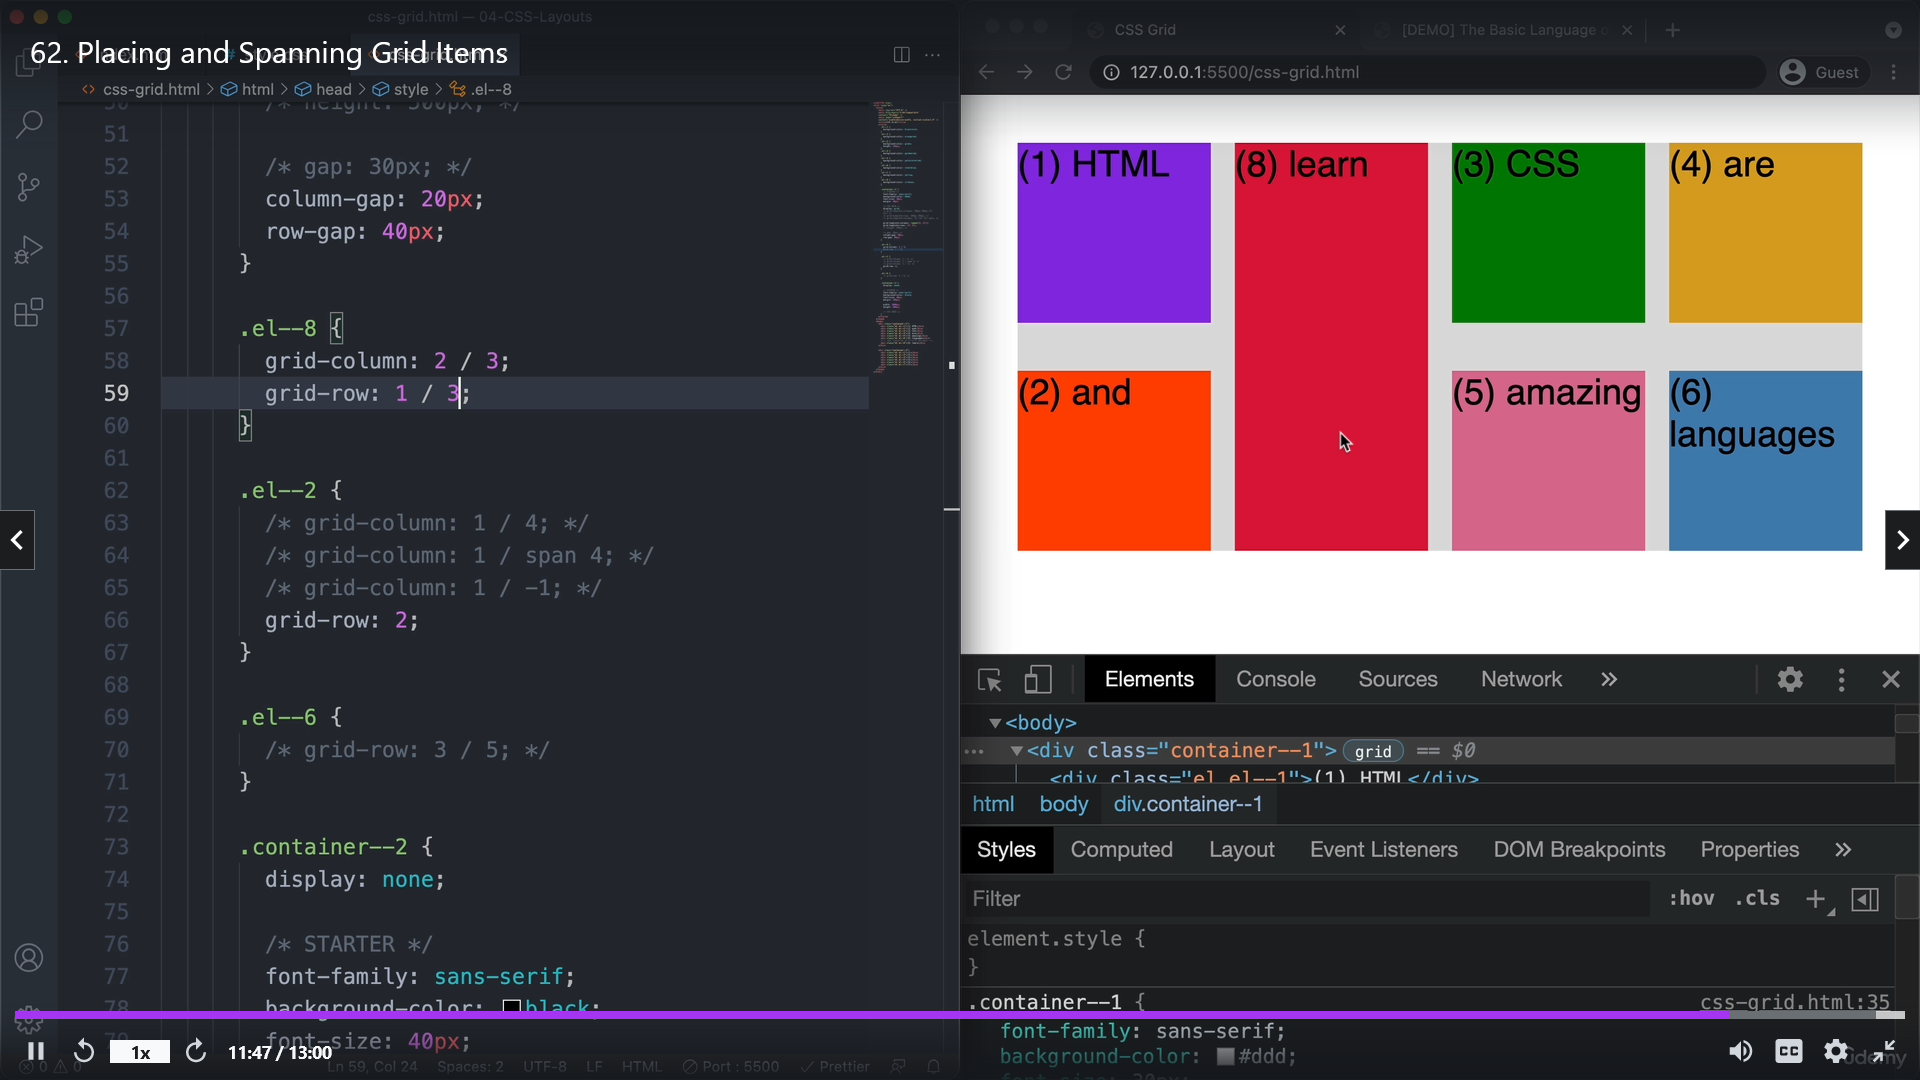 css-grid.html — 04-CSS-Layouts
62. Placing and Spanning Grid Items
css-grid.html > html > head > style > .el--8
50 /* height: 500px; */
51
52 /* gap: 30px; */
53 column-gap: 20px;
54 row-gap: 40px;
55 }
56
57 .el--8 {
58 grid-column: 2 / 3;
59 grid-row: 1 / 3;
60 }
61
62 .el--2 {
63 /* grid-column: 1 / 4; */
64 /* grid-column: 1 / span 4; */
65 /* grid-column: 1 / -1; */
66 grid-row: 2;
67 }
68
69 .el--6 {
70 /* grid-row: 3 / 5; */
71 }
72
73 .container--2 {
74 display: none;
75
76 /* STARTER */
77 font-family: sans-serif;
78 background-color: black;
79 font-size: 40px;
11:47 / 13:00
1x
Ln 59, Col 24 Spaces: 2 UTF-8 LF HTML Port : 5500 Prettier
CSS Grid
[DEMO] The Basic Language o
127.0.0.1:5500/css-grid.html
Guest
(1) HTML
(8) learn
(3) CSS
(4) are
(2) and
(5) amazing
(6)
languages
Elements Console Sources Network »
<body>
<div class="container--1"> grid == $0
<div class="el el--1">(1) HTML</div>
html body div.container--1
Styles Computed Layout Event Listeners DOM Breakpoints Properties »
Filter
:hov .cls +
element.style {
}
.container--1 {
css-grid.html:35
font-family: sans-serif;
background-color: #ddd;
font-size: 30px;
CC
ûdemy